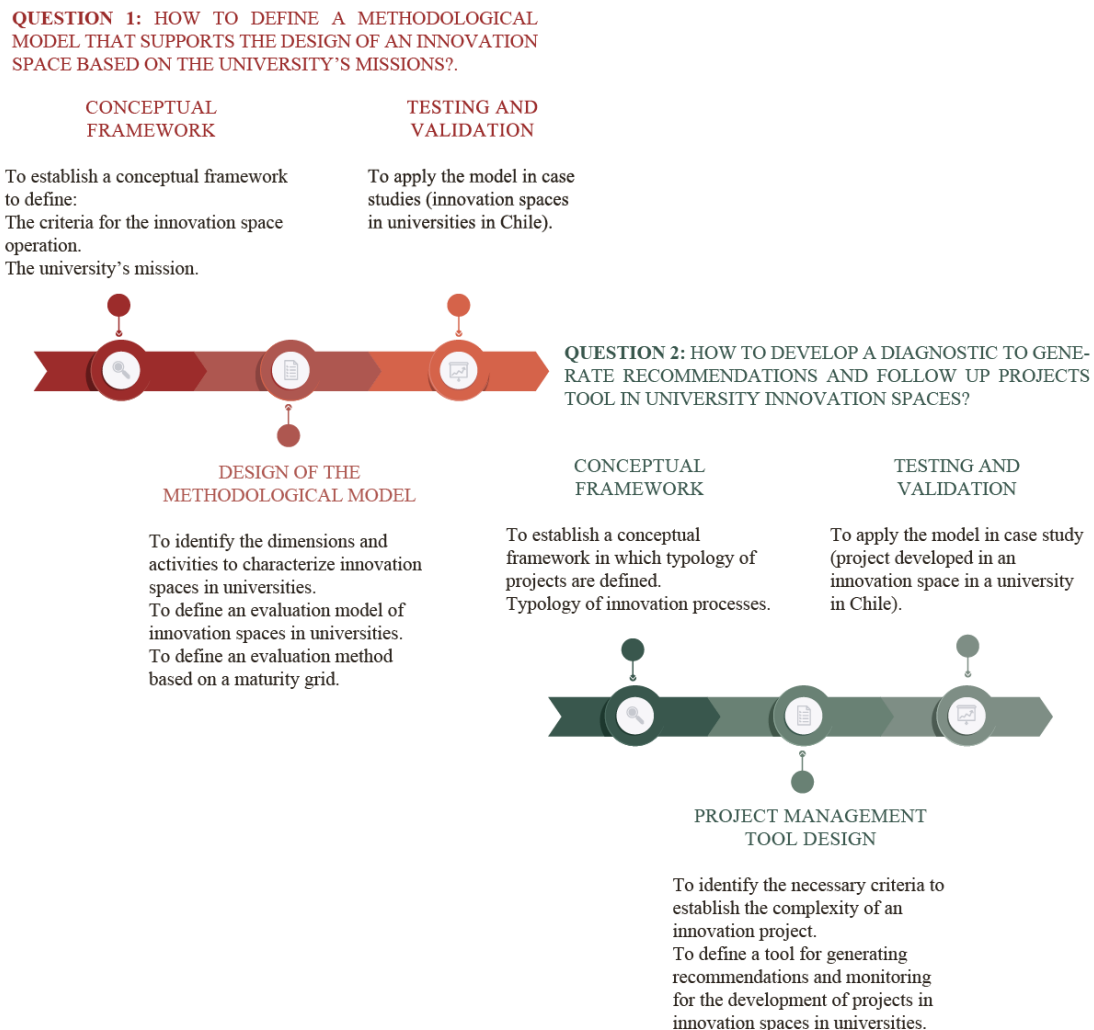 QUESTION 1: HOW TO DEFINE A METHODOLOGICAL
MODEL THAT SUPPORTS THE DESIGN OF AN INNOVATION
SPACE BASED ON THE UNIVERSITY'S MISSIONS?.
CONCEPTUAL
FRAMEWORK
To establish a conceptual framework
to define:
The criteria for the innovation space
operation.
The university's mission.
TESTING AND
VALIDATION
To apply the model in case
studies (innovation spaces
in universities in Chile).
DESIGN OF THE
METHODOLOGICAL MODEL
To identify the dimensions and
activities to characterize innovation
spaces in universities.
To define an evaluation model of
innovation spaces in universities.
To define an evaluation method
based on a maturity grid.
QUESTION 2: HOW TO DEVELOP A DIAGNOSTIC TO GENE-
RATE RECOMMENDATIONS AND FOLLOW UP PROJECTS
TOOL IN UNIVERSITY INNOVATION SPACES?
CONCEPTUAL
FRAMEWORK
To establish a conceptual
framework in which typology of
projects are defined.
Typology of innovation processes.
TESTING AND
VALIDATION
To apply the model in case study
(project developed in an
innovation space in a university
in Chile).
PROJECT MANAGEMENT
TOOL DESIGN
To identify the necessary criteria to
establish the complexity of an
innovation project.
To define a tool for generating
recommendations and monitoring
for the development of projects in
innovation spaces in universities.